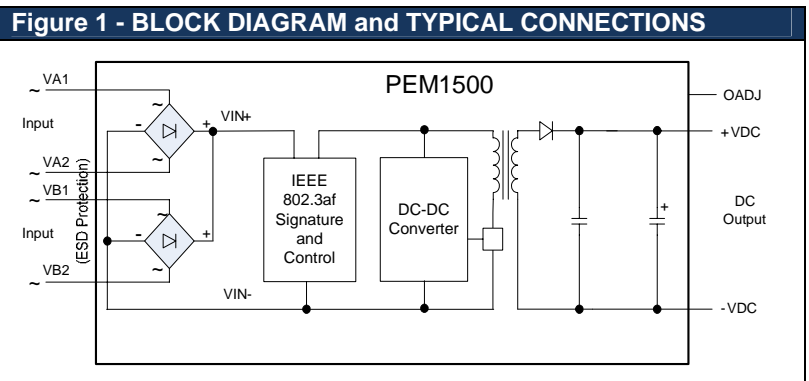 Figure 1 - BLOCK DIAGRAM and TYPICAL CONNECTIONS
PEM1500
VA1
~
Input
VA2
~
VB1
~
Input
VB2
~
(ESD Protection)
~
-
+
~
~
-
+
~
VIN+
VIN-
IEEE
802.3af
Signature
and
Control
DC-DC
Converter
+
OADJ
+VDC
DC
Output
-VDC